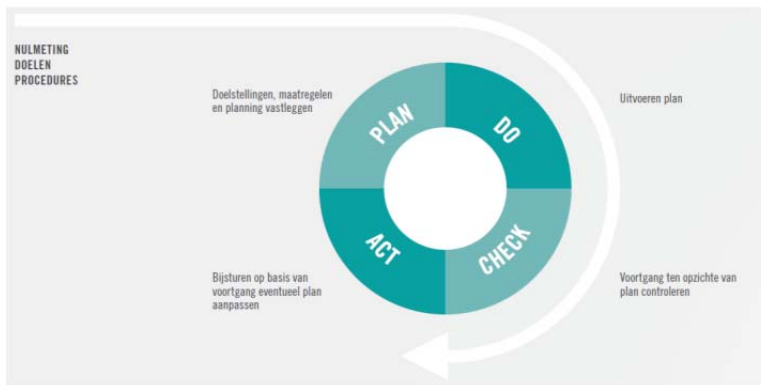 NULMETING
DOELEN
PROCEDURES
Doelstellingen, maatregelen
en planning vastleggen
PLAN
DO
Uitvoeren plan
Bijsturen op basis van
voortgang eventueel plan
aanpassen
ACT
CHECK
Voortgang ten opzichte van
plan controleren